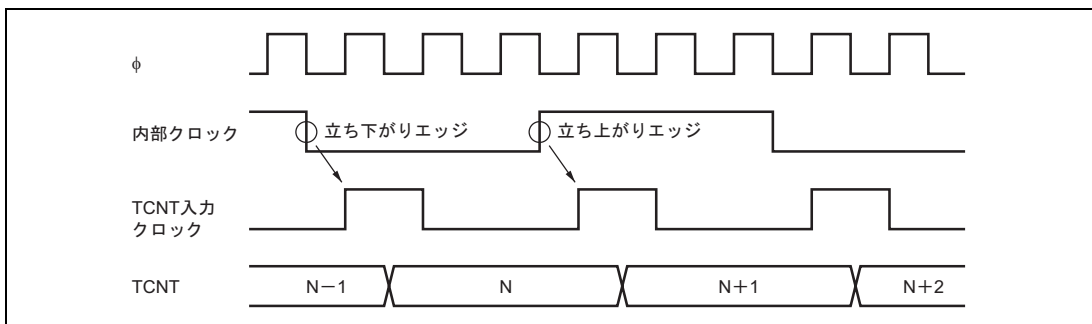 φ
内部クロック
立ち下がりエッジ
立ち上がりエッジ
TCNT入力
クロック
TCNT
N－1
N
N＋1
N＋2